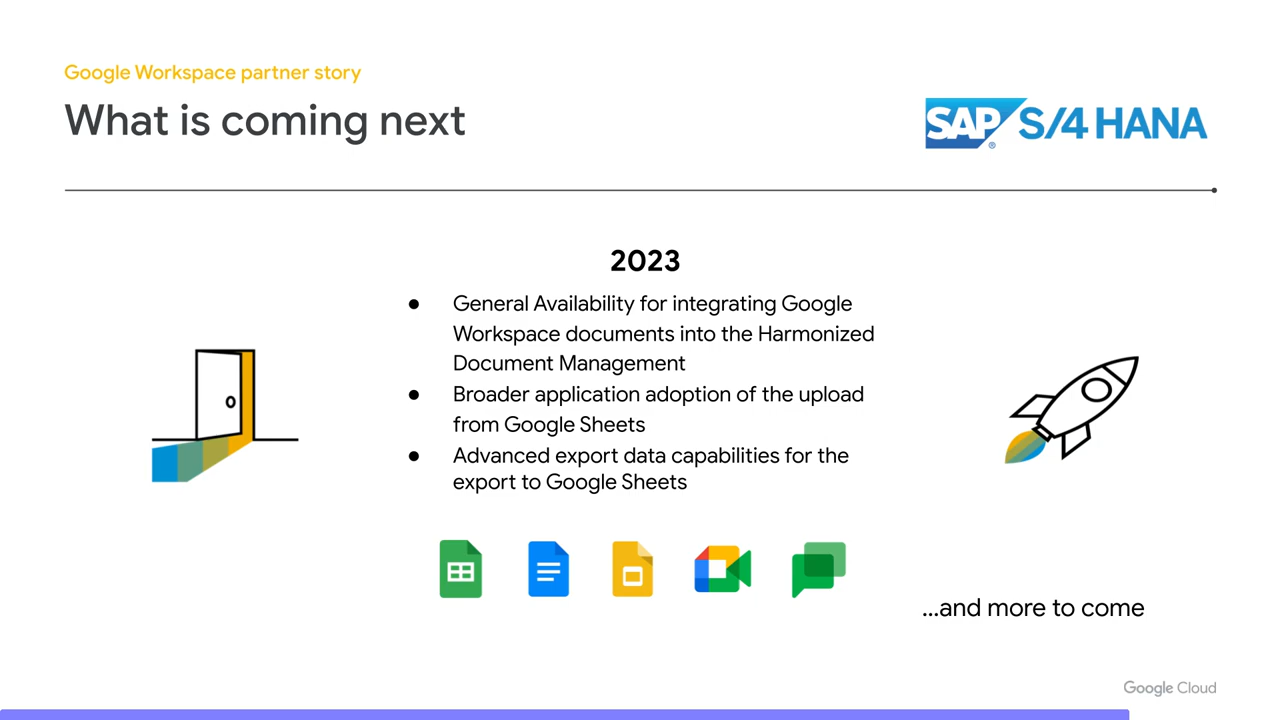 Google Workspace partner story
What is coming next
SAP® S/4 HANA
2023
● General Availability for integrating Google
Workspace documents into the Harmonized
Document Management
● Broader application adoption of the upload
from Google Sheets
● Advanced export data capabilities for the
export to Google Sheets
...and more to come
Google Cloud